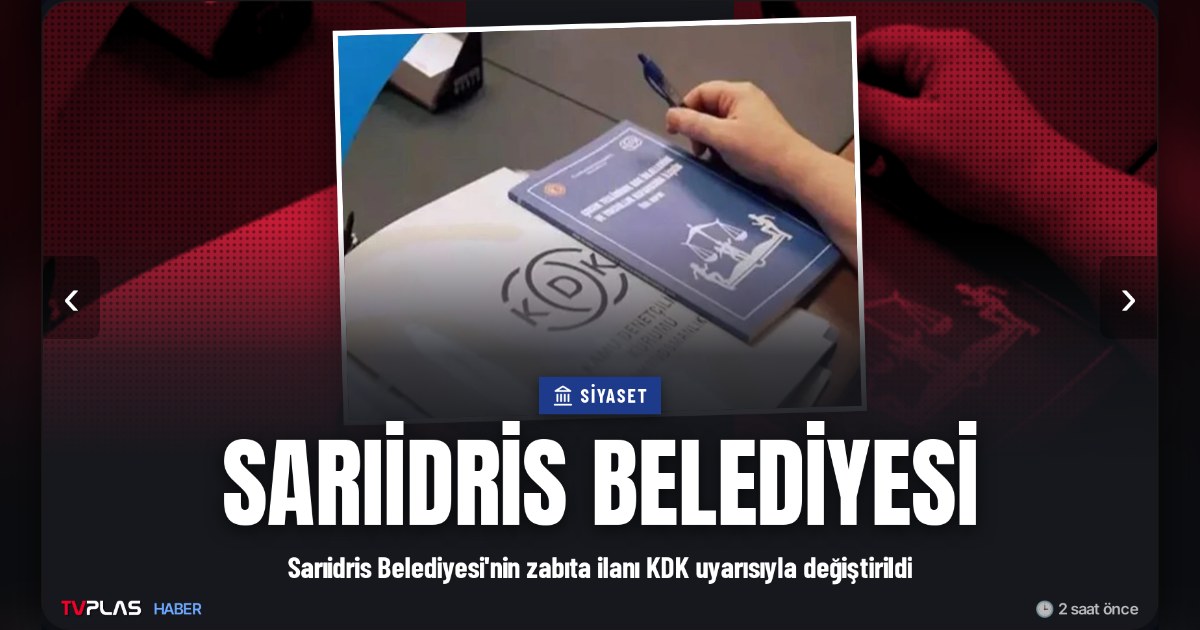 KDK
SİYASET
SARIİDRİS BELEDİYESİ
Sarıidris Belediyesi'nin zabıta ilanı KDK uyarısıyla değiştirildi
TVPLAS HABER
2 saat önce